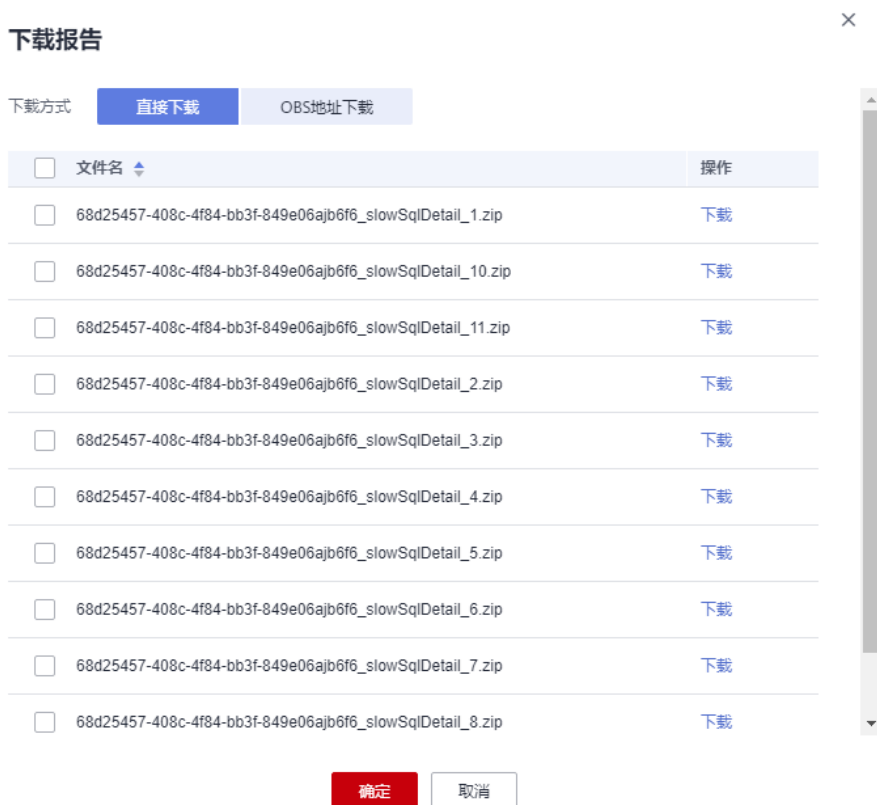 下载报告
下载方式 直接下载 OBS地址下载
文件名 操作
68d25457-408c-4f84-bb3f-849e06ajb6f6_slowSqlDetail_1.zip 下载
68d25457-408c-4f84-bb3f-849e06ajb6f6_slowSqlDetail_10.zip 下载
68d25457-408c-4f84-bb3f-849e06ajb6f6_slowSqlDetail_11.zip 下载
68d25457-408c-4f84-bb3f-849e06ajb6f6_slowSqlDetail_2.zip 下载
68d25457-408c-4f84-bb3f-849e06ajb6f6_slowSqlDetail_3.zip 下载
68d25457-408c-4f84-bb3f-849e06ajb6f6_slowSqlDetail_4.zip 下载
68d25457-408c-4f84-bb3f-849e06ajb6f6_slowSqlDetail_5.zip 下载
68d25457-408c-4f84-bb3f-849e06ajb6f6_slowSqlDetail_6.zip 下载
68d25457-408c-4f84-bb3f-849e06ajb6f6_slowSqlDetail_7.zip 下载
68d25457-408c-4f84-bb3f-849e06ajb6f6_slowSqlDetail_8.zip 下载
确定 取消